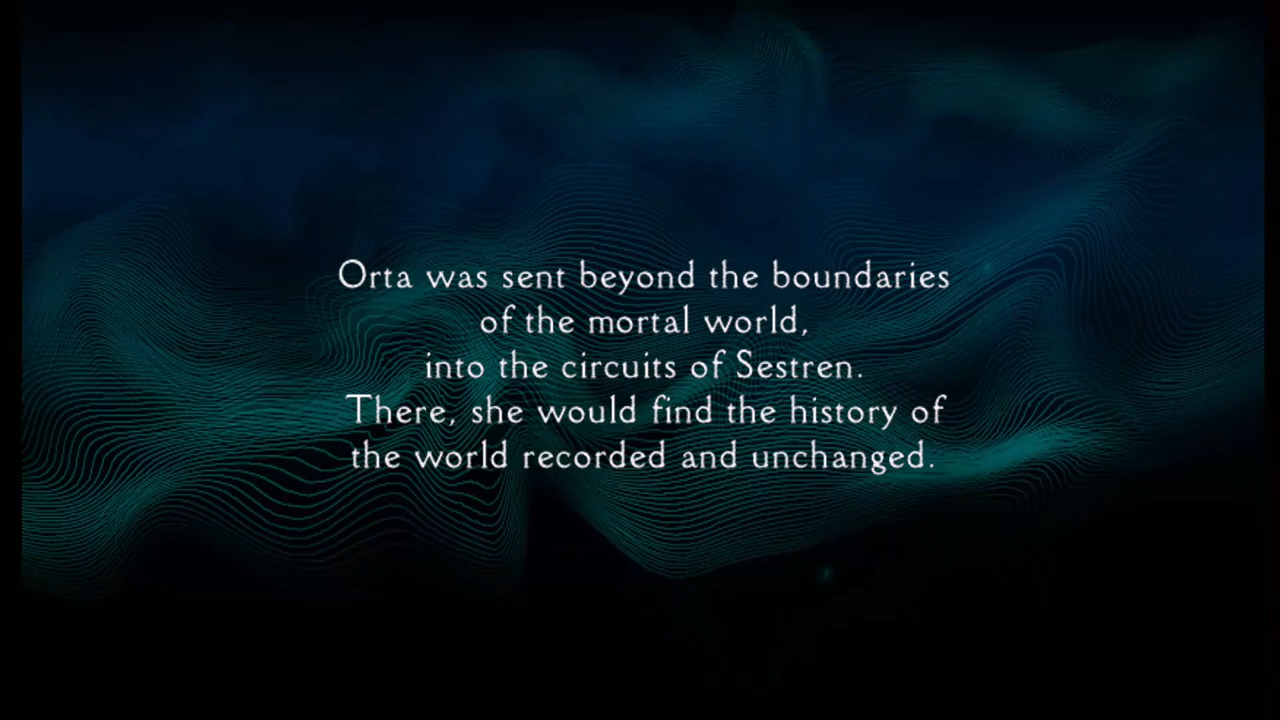 Orta was sent beyond the boundaries
of the mortal world,
into the circuits of Sestren.
There, she would find the history of
the world recorded and unchanged.